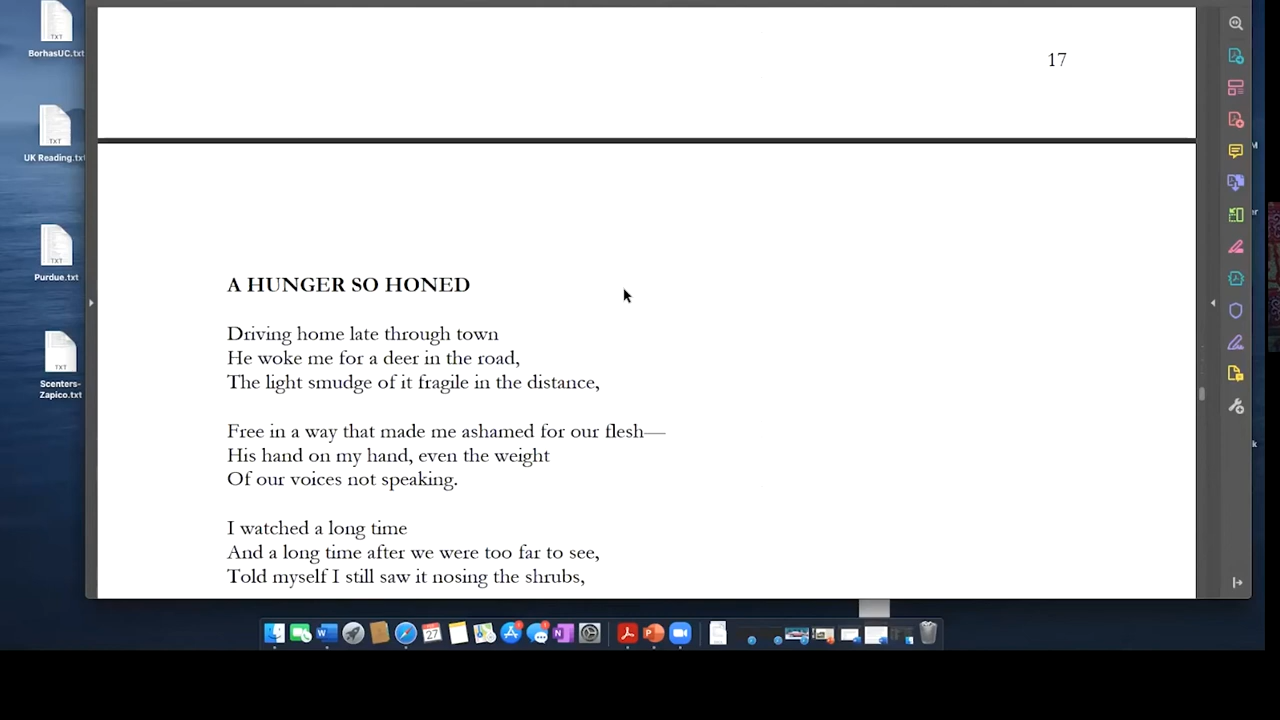 BorhasUC.txt
UK Reading.txt
Purdue.txt
Scenters-
Zapico.txt
17
A HUNGER SO HONED
Driving home late through town
He woke me for a deer in the road,
The light smudge of it fragile in the distance,
Free in a way that made me ashamed for our flesh—
His hand on my hand, even the weight
Of our voices not speaking.
I watched a long time
And a long time after we were too far to see,
Told myself I still saw it nosing the shrubs,
27